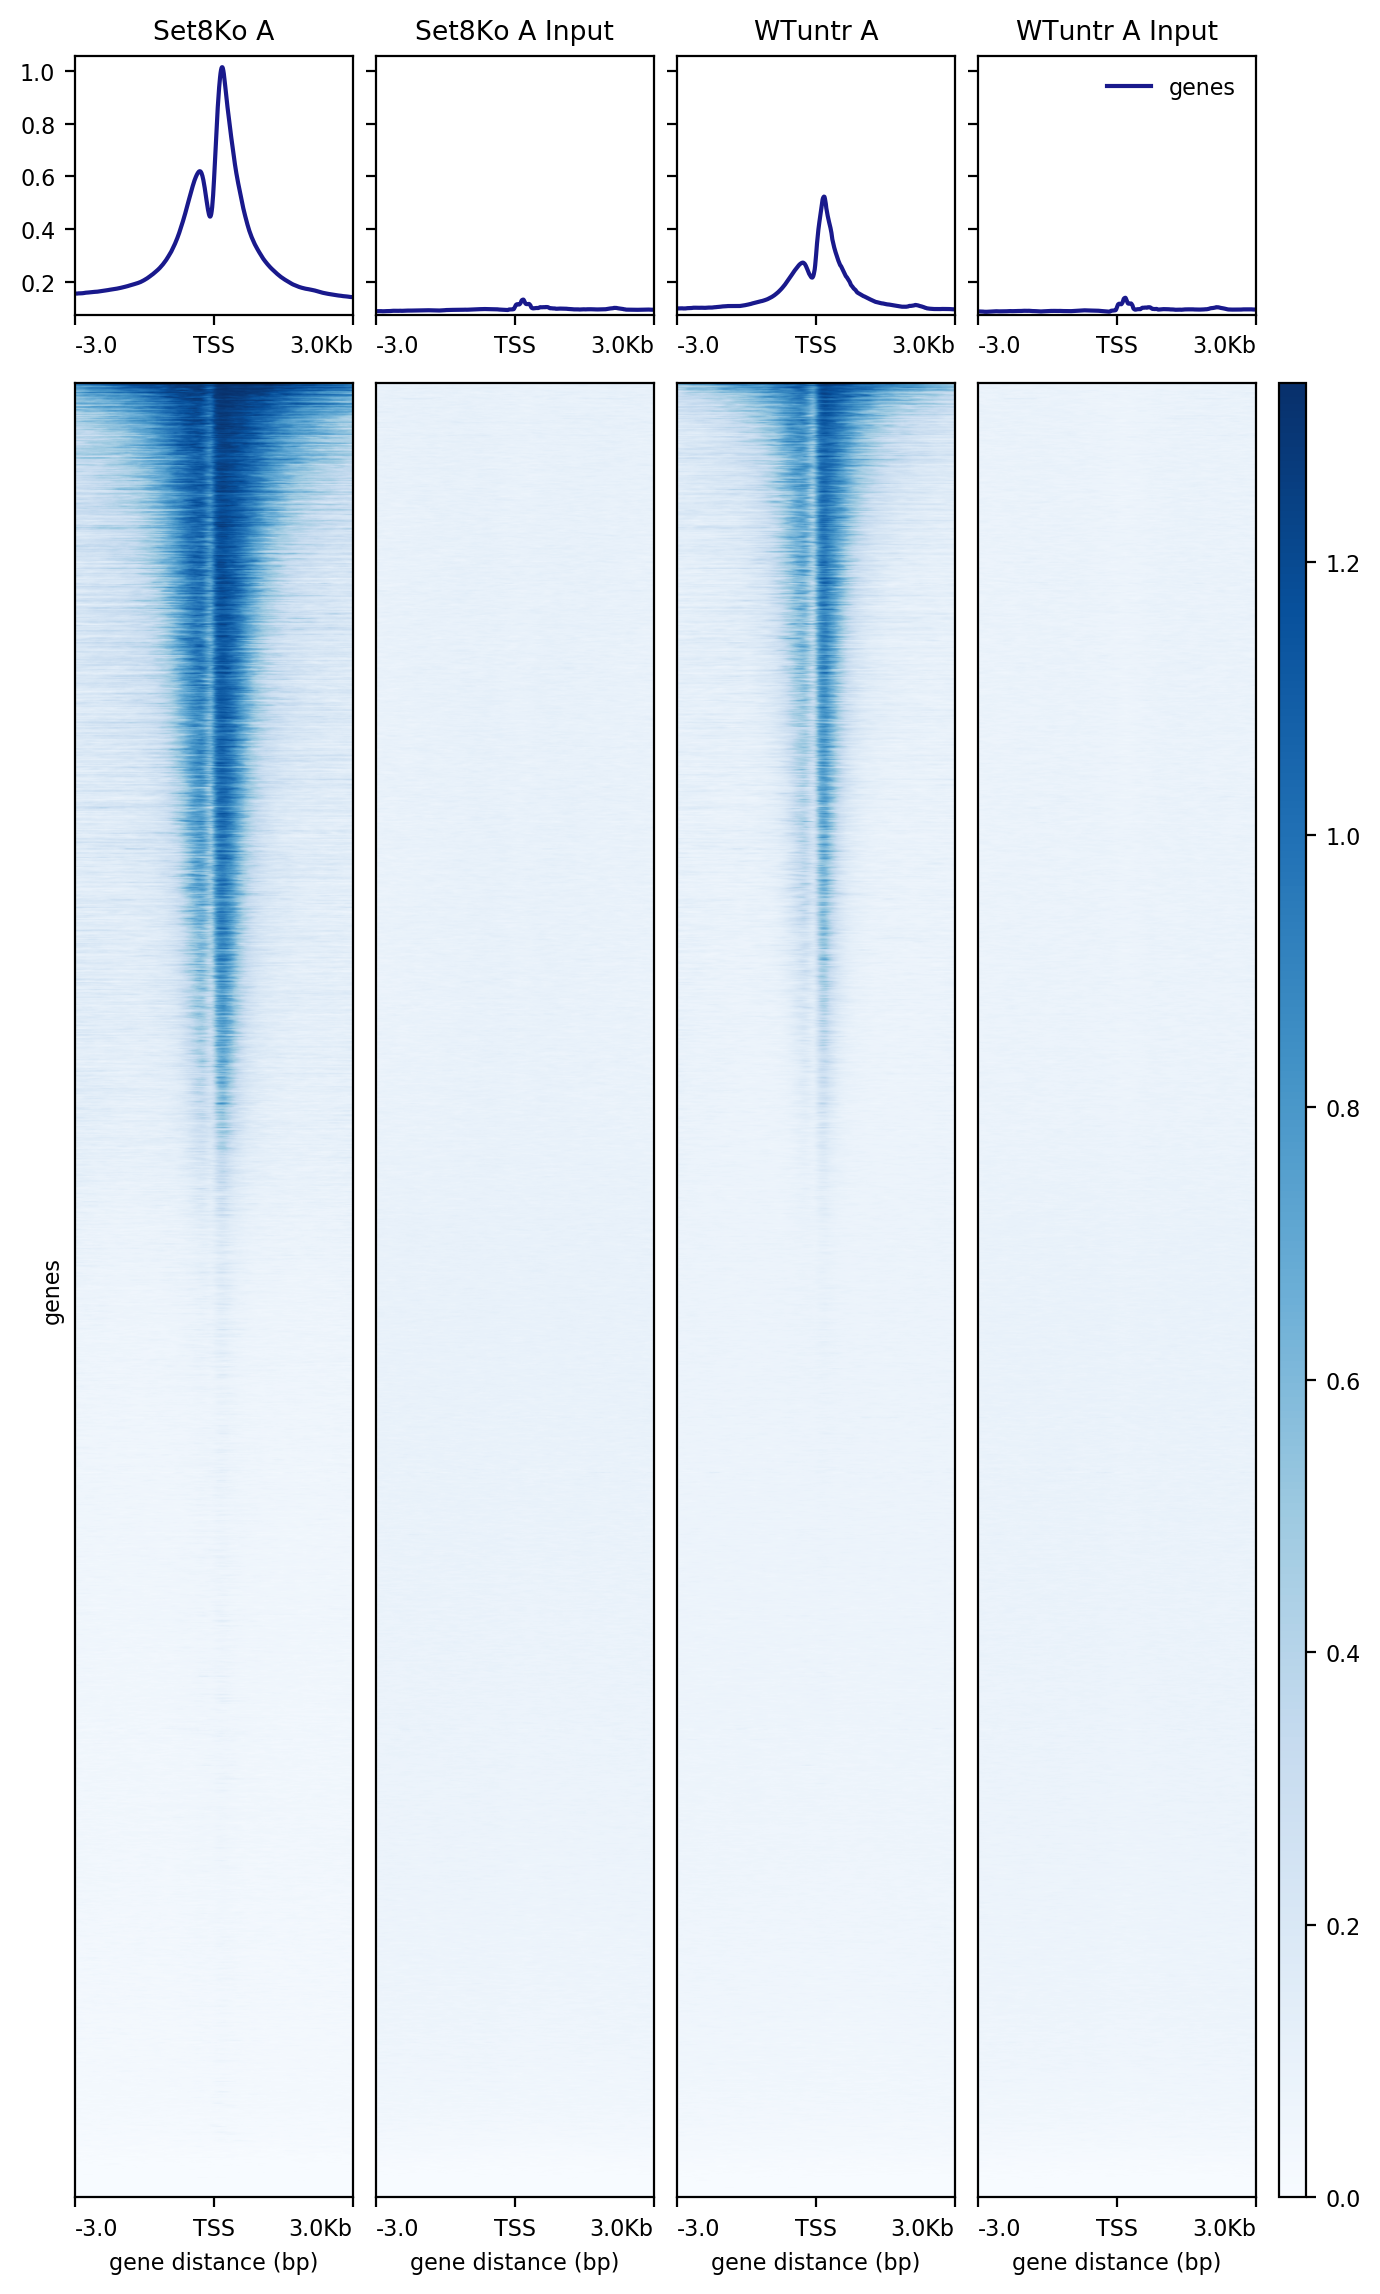 Set8Ko A Set8Ko A Input WTuntr A WTuntr A Input
genes
1.0
0.8
0.6
0.4
0.2
-3.0 TSS 3.0Kb -3.0 TSS 3.0Kb -3.0 TSS 3.0Kb -3.0 TSS 3.0Kb
genes
1.2
1.0
0.8
0.6
0.4
0.2
0.0
-3.0 TSS 3.0Kb -3.0 TSS 3.0Kb -3.0 TSS 3.0Kb -3.0 TSS 3.0Kb
gene distance (bp) gene distance (bp) gene distance (bp) gene distance (bp)